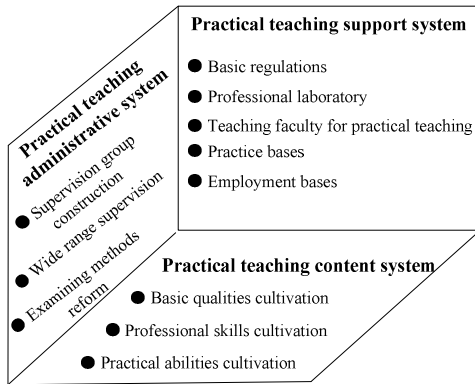 Practical teaching
administrative system
Supervision group
construction
Wide range supervision
Examining methods
reform
Practical teaching support system
Basic regulations
Professional laboratory
Teaching faculty for practical teaching
Practice bases
Employment bases
Practical teaching content system
Basic qualities cultivation
Professional skills cultivation
Practical abilities cultivation